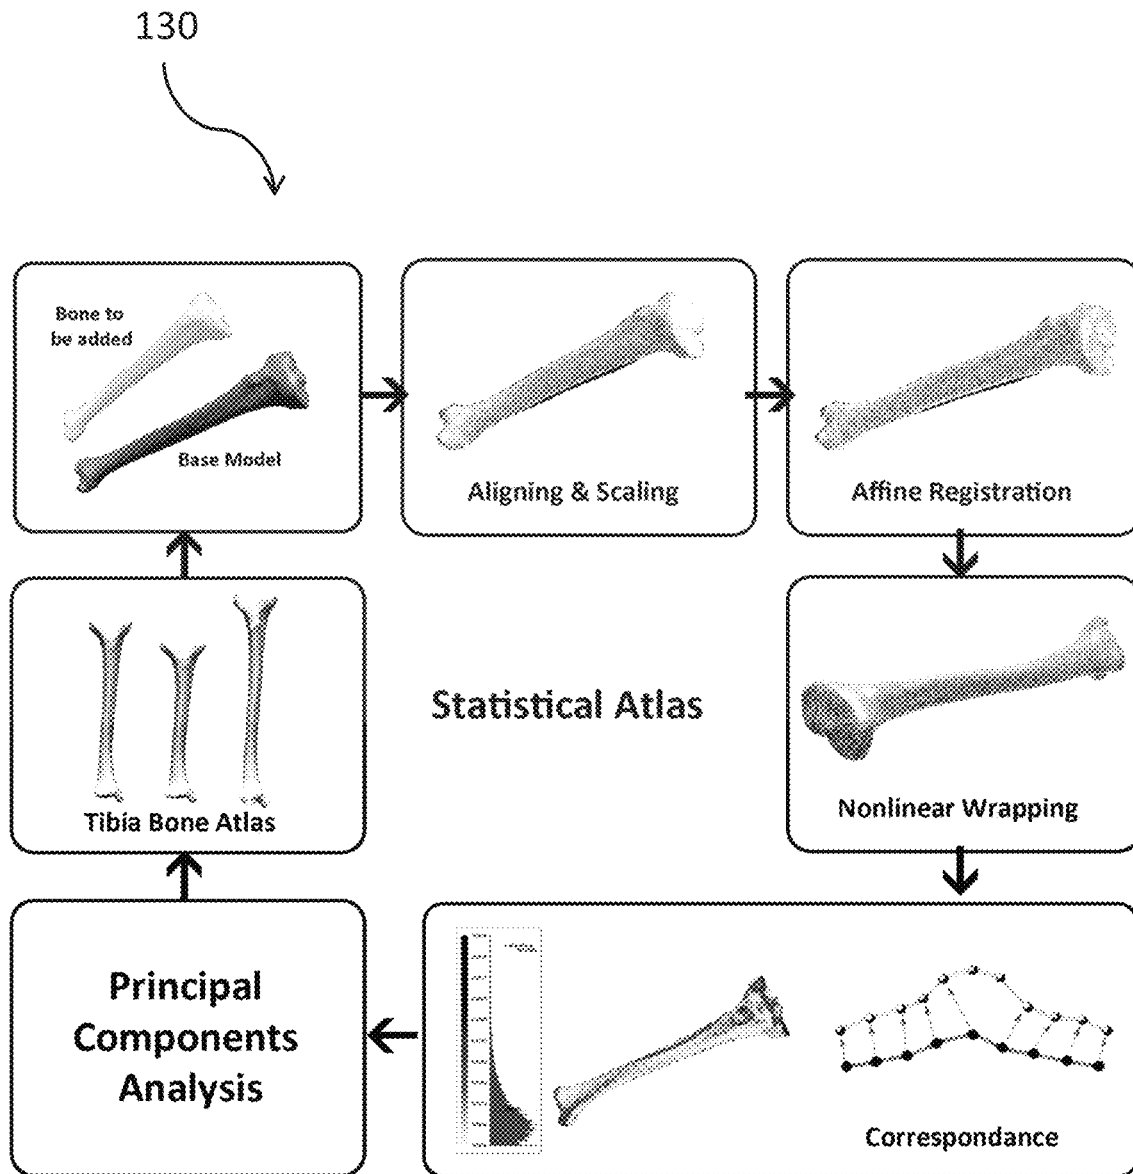 130
Bone to
be added
Base Model
Aligning & Scaling
Affine Registration
Statistical Atlas
Tibia Bone Atlas
Nonlinear Wrapping
Principal
Components
Analysis
Correspondance